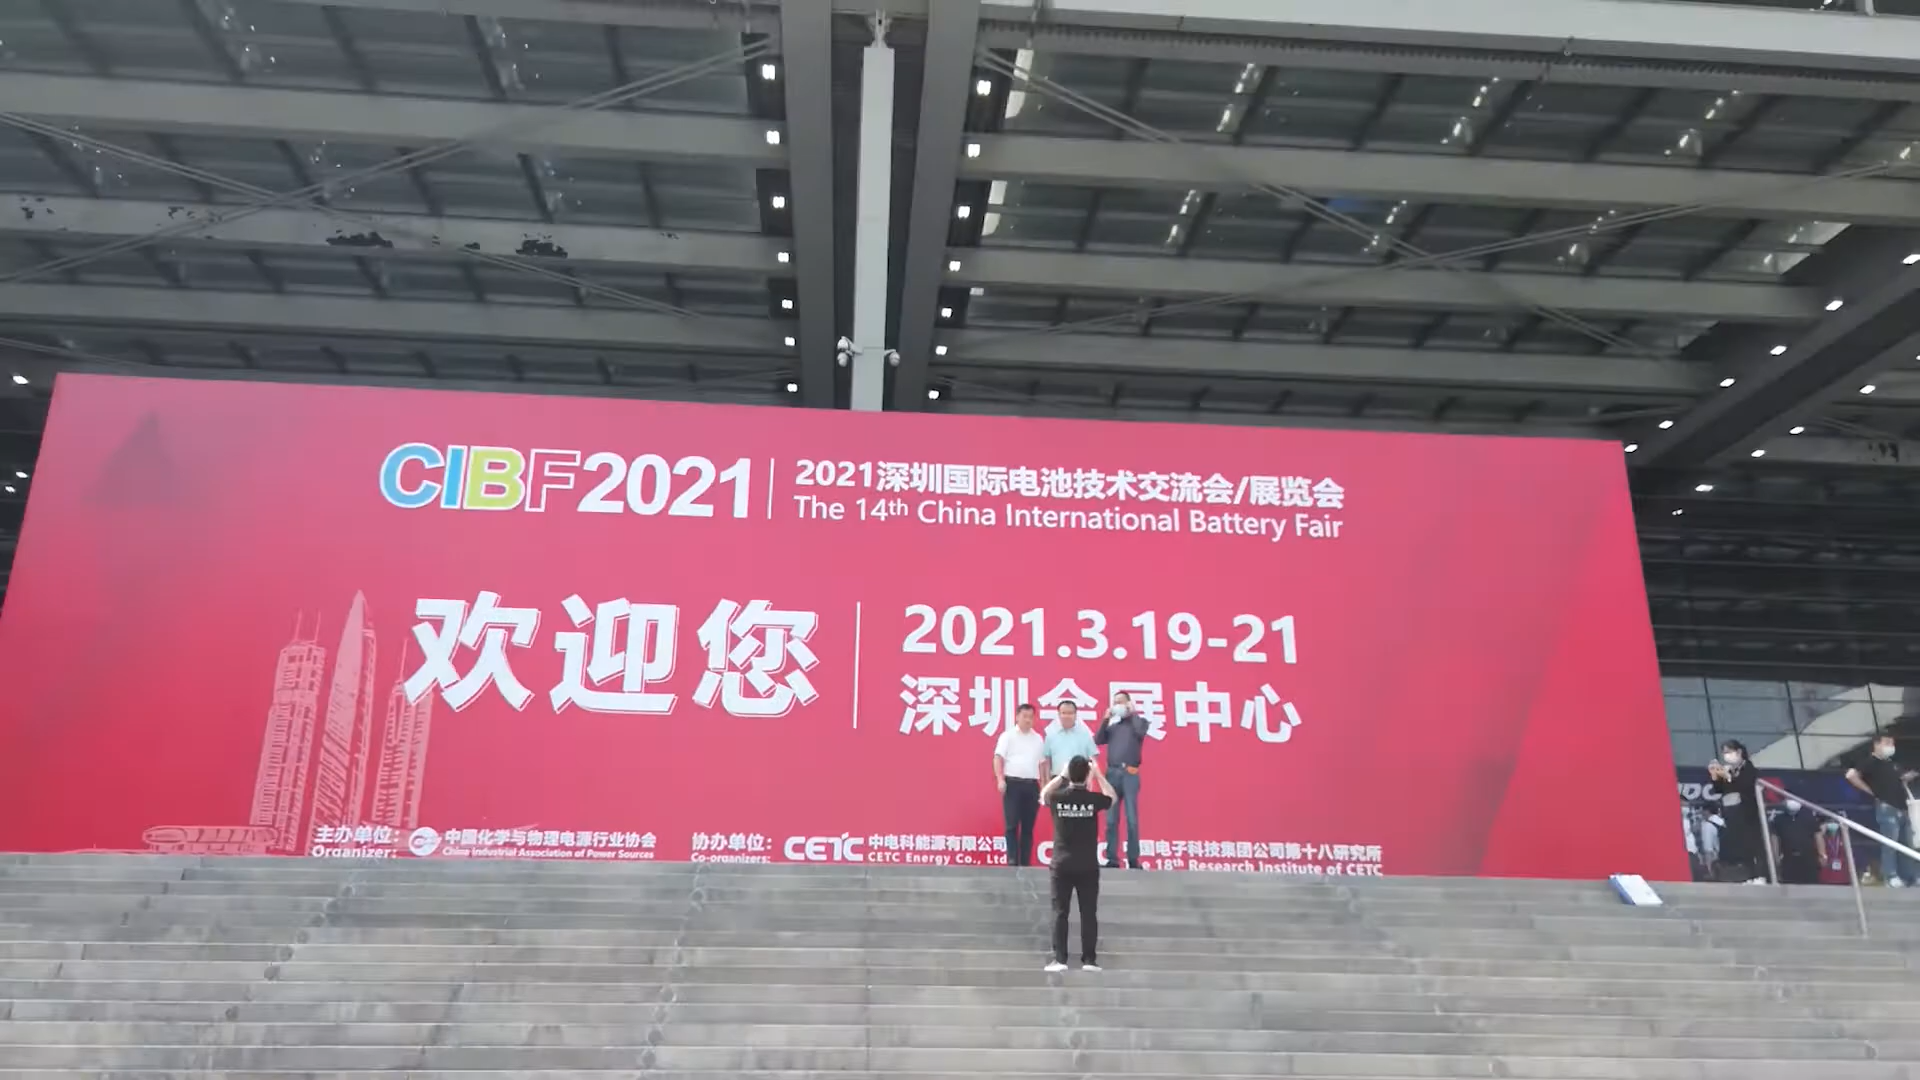 CIBF2021
2021深圳国际电池技术交流会/展览会
The 14th China International Battery Fair
欢迎您
2021.3.19-21
深圳会展中心
主办单位:
Organizer:
中国化学与物理电源行业协会
China Industrial Association of Power Sources
协办单位:
Co-organizers:
CETC
中电科能源有限公司
CETC Energy Co., Ltd
国电子科技集团公司第十八研究所
18th Research Institute of CETC